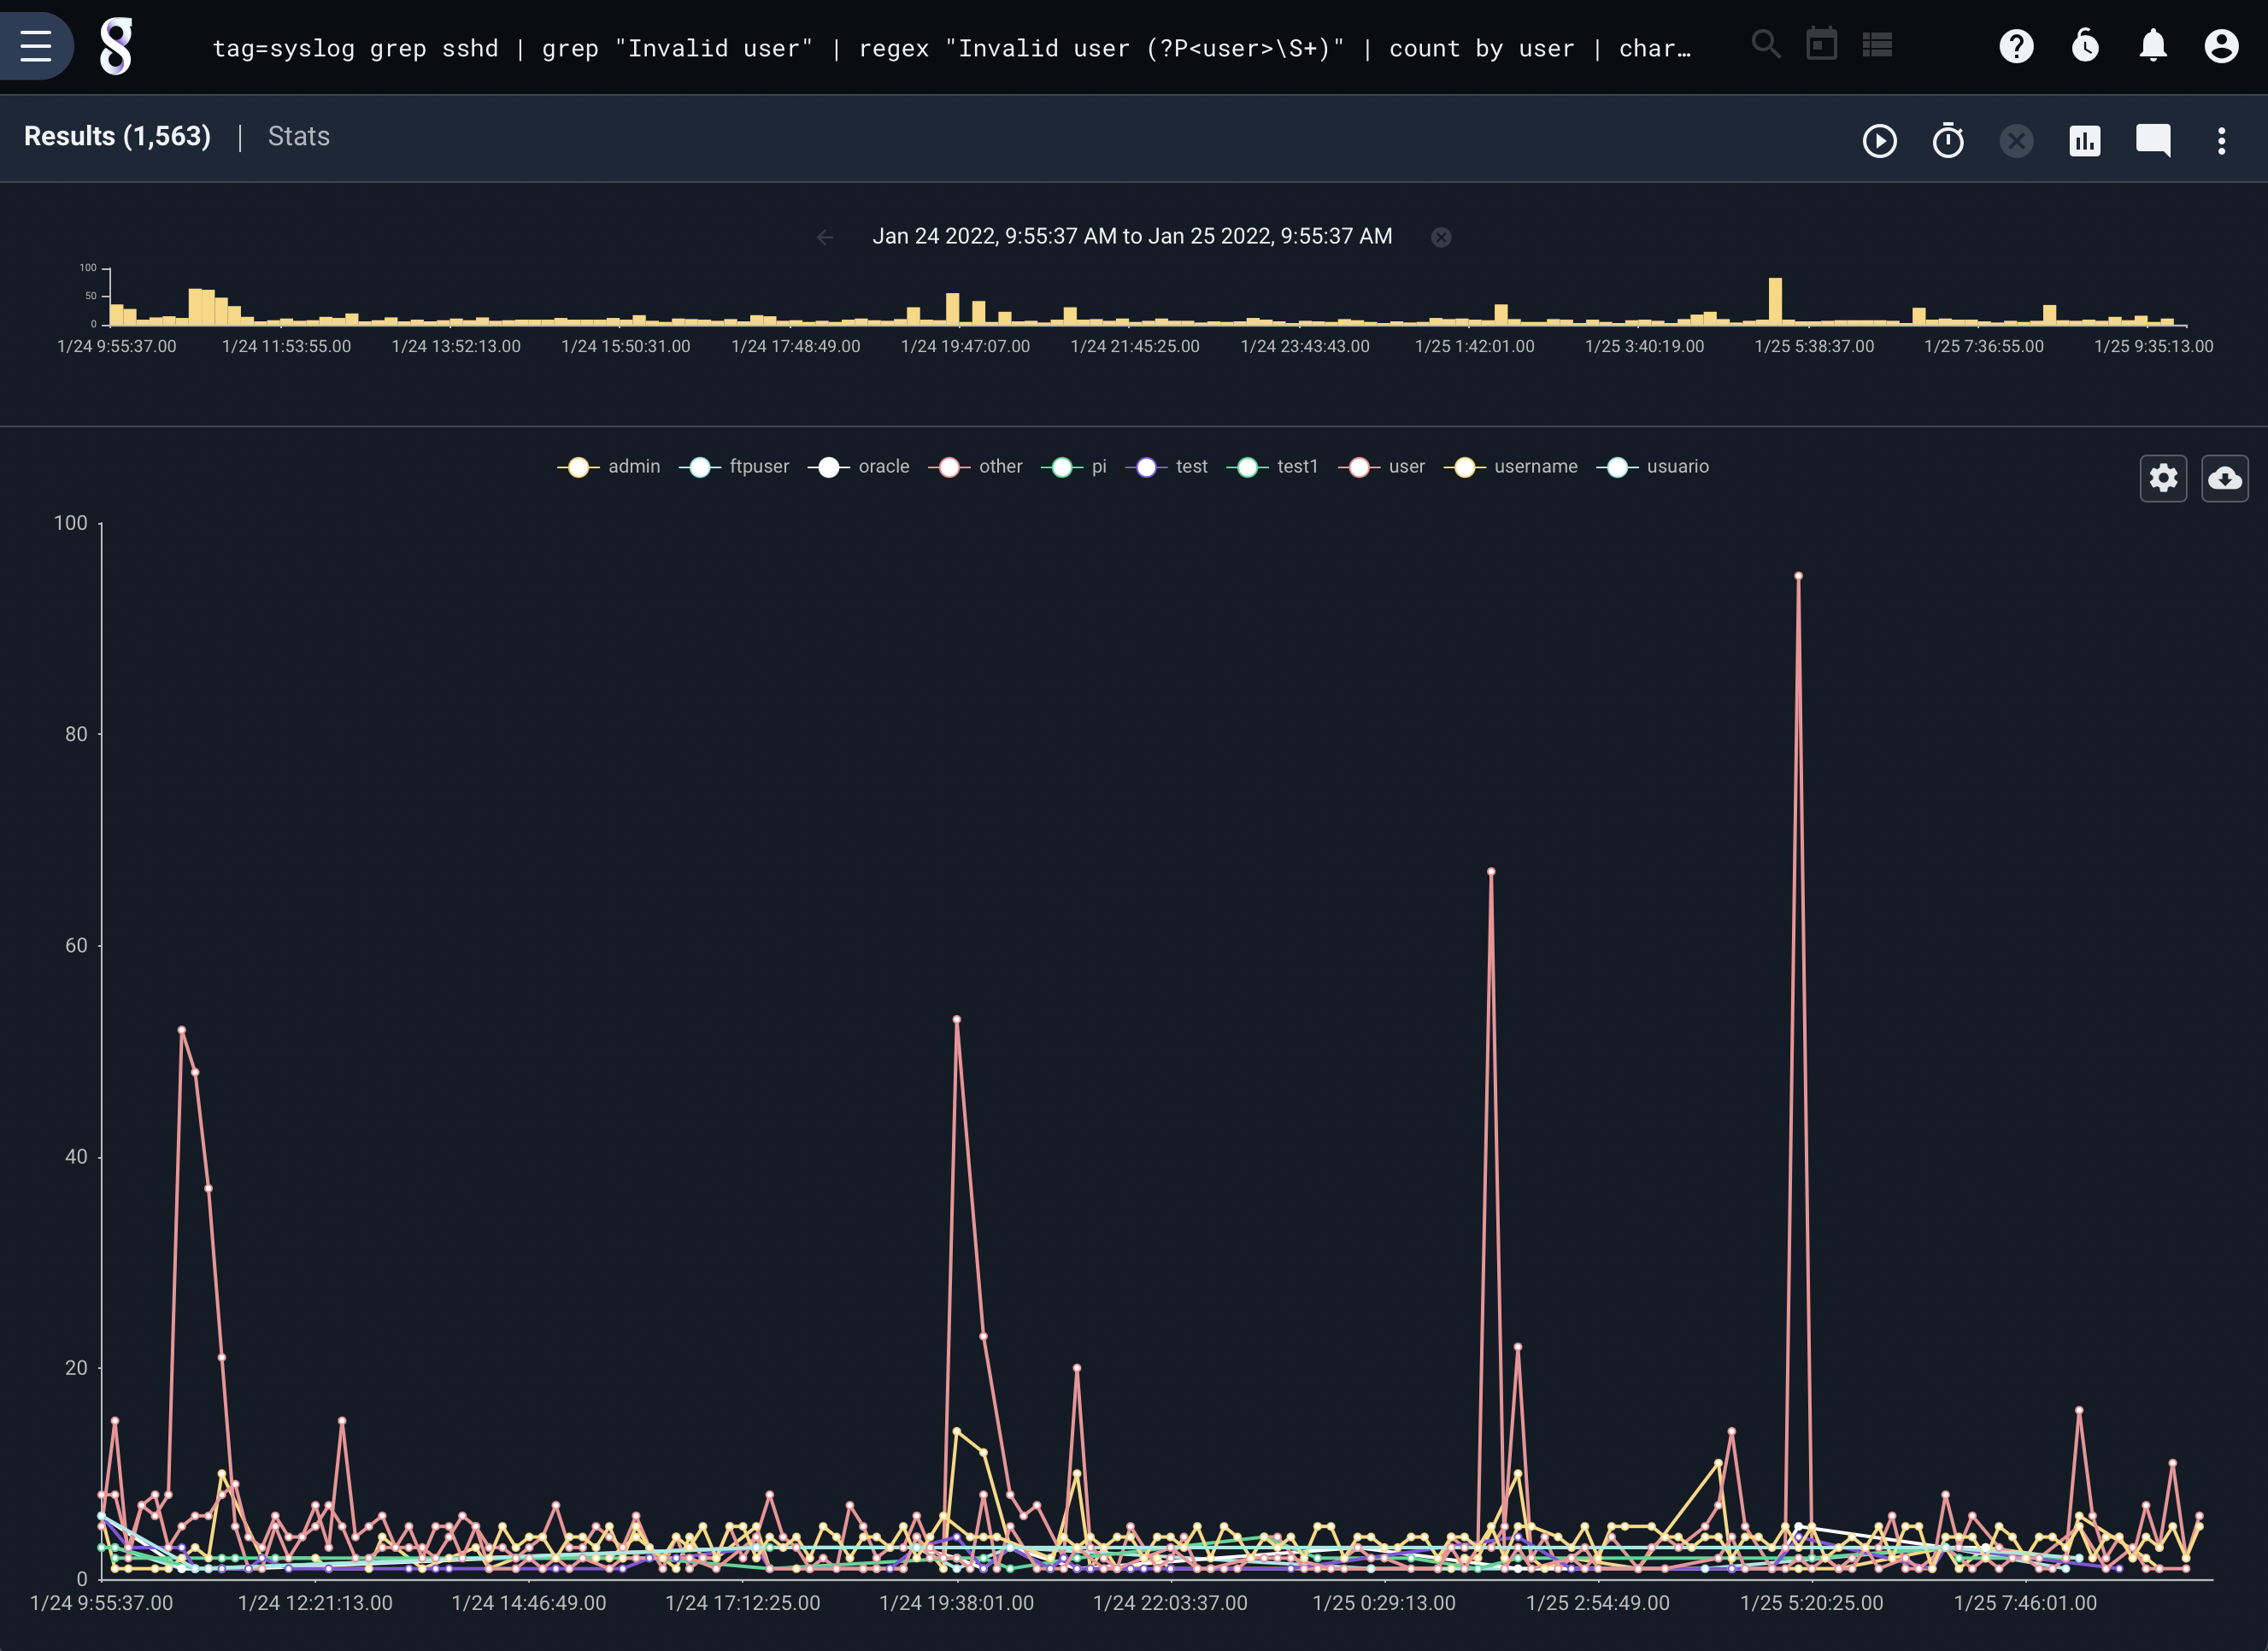 tag=syslog grep sshd | grep "Invalid user" | regex "Invalid user (?P<user>\S+)" | count by user | char…
Results (1,563) | Stats
Jan 24 2022, 9:55:37 AM to Jan 25 2022, 9:55:37 AM
100
50
0
1/24 9:55:37.00 1/24 11:53:55.00 1/24 13:52:13.00 1/24 15:50:31.00 1/24 17:48:49.00 1/24 19:47:07.00 1/24 21:45:25.00 1/24 23:43:43.00 1/25 1:42:01.00 1/25 3:40:19.00 1/25 5:38:37.00 1/25 7:36:55.00 1/25 9:35:13.00
admin ftpuser oracle other pi test test1 user username usuario
100
80
60
40
20
0
1/24 9:55:37.00 1/24 12:21:13.00 1/24 14:46:49.00 1/24 17:12:25.00 1/24 19:38:01.00 1/24 22:03:37.00 1/25 0:29:13.00 1/25 2:54:49.00 1/25 5:20:25.00 1/25 7:46:01.00